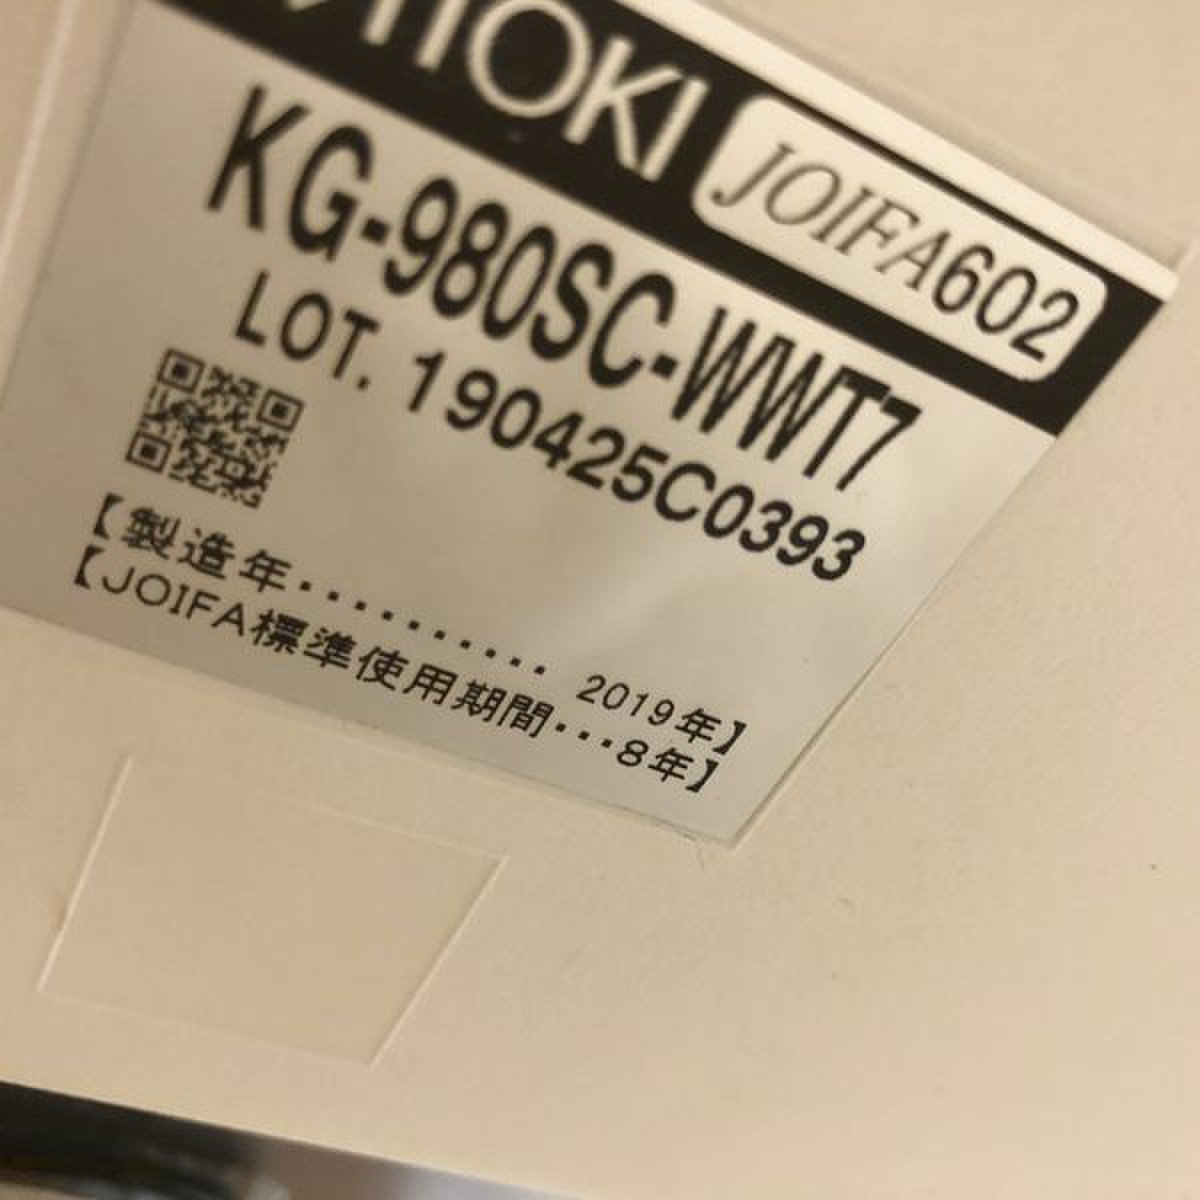 ITOKI JOIFA602
KG-980SC-WWT7
LOT. 190425C0393
【製造年・・・・・・・・・・ 2019年】
【JOIFA標準使用期間・・・8年】